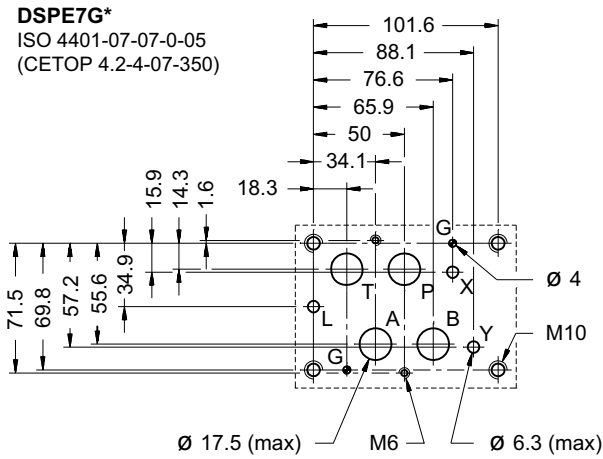 DSPE7G*
ISO 4401-07-07-0-05
(CETOP 4.2-4-07-350)
101.6
88.1
76.6
65.9
50
34.1
18.3
15.9
14.3
1.6
71.5
69.8
57.2
55.6
34.9
G
Ø 4
T
P
X
L
A
B
Y
M10
G
Ø 17.5 (max)
M6
Ø 6.3 (max)